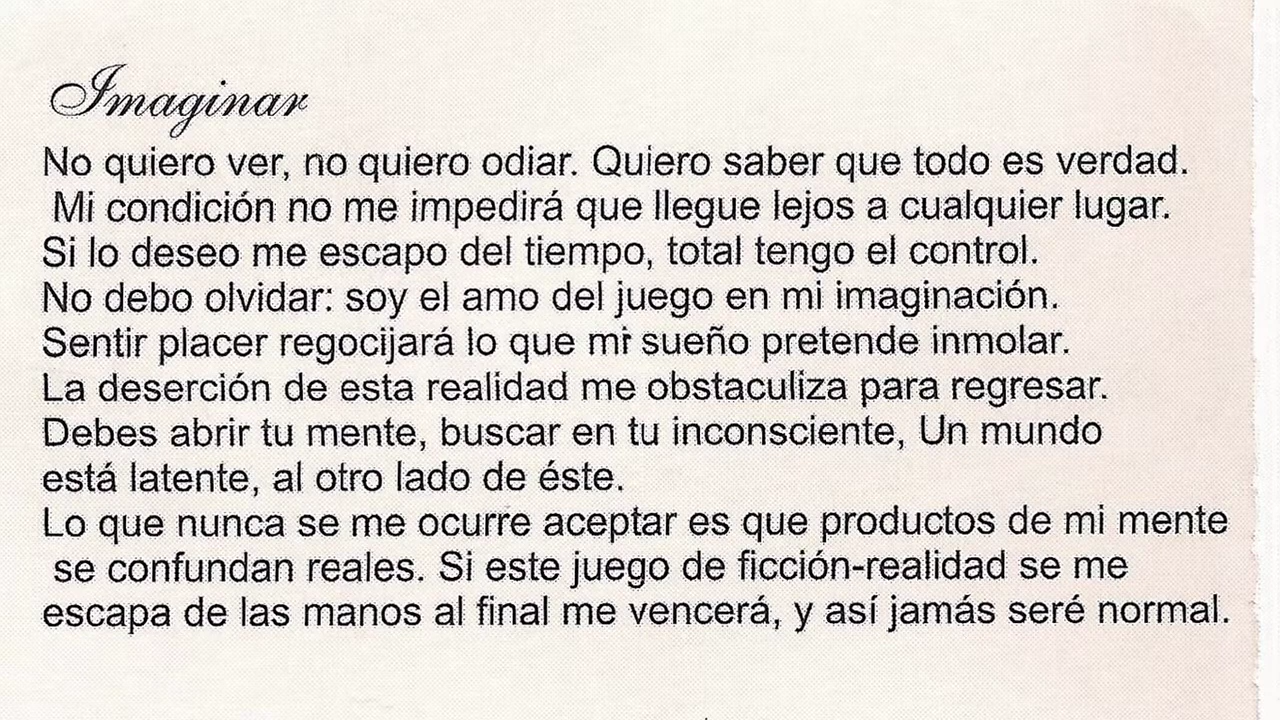 Imaginar
No quiero ver, no quiero odiar. Quiero saber que todo es verdad.
Mi condición no me impedirá que llegue lejos a cualquier lugar.
Si lo deseo me escapo del tiempo, total tengo el control.
No debo olvidar: soy el amo del juego en mi imaginación.
Sentir placer regocijará lo que mi sueño pretende inmolar.
La deserción de esta realidad me obstaculiza para regresar.
Debes abrir tu mente, buscar en tu inconsciente, Un mundo
está latente, al otro lado de éste.
Lo que nunca se me ocurre aceptar es que productos de mi mente
se confundan reales. Si este juego de ficción-realidad se me
escapa de las manos al final me vencerá, y así jamás seré normal.